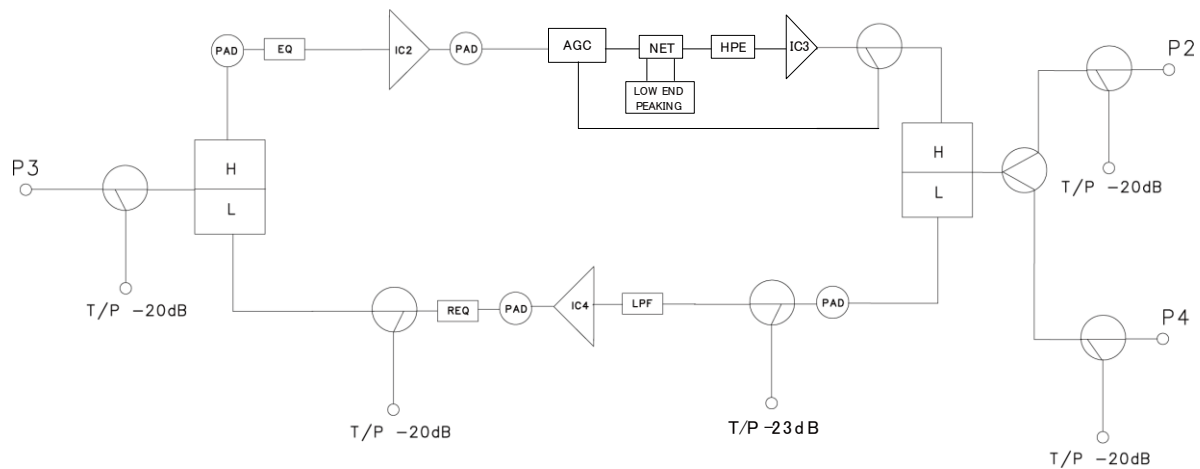 PAD
EQ
IC2
PAD
AGC
NET
HPE
IC3
LOW END
PEAKING
P2
T/P -20dB
H
L
P3
T/P -20dB
H
L
T/P -20dB
REQ
PAD
IC4
LPF
PAD
T/P -23dB
P4
T/P -20dB